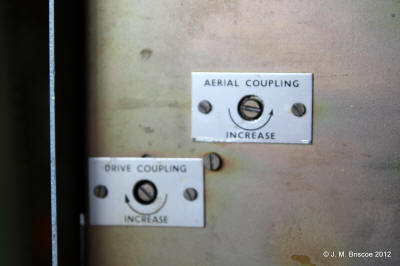 AERIAL COUPLING
INCREASE
DRIVE COUPLING
INCREASE
© J. M. Briscoe 2012